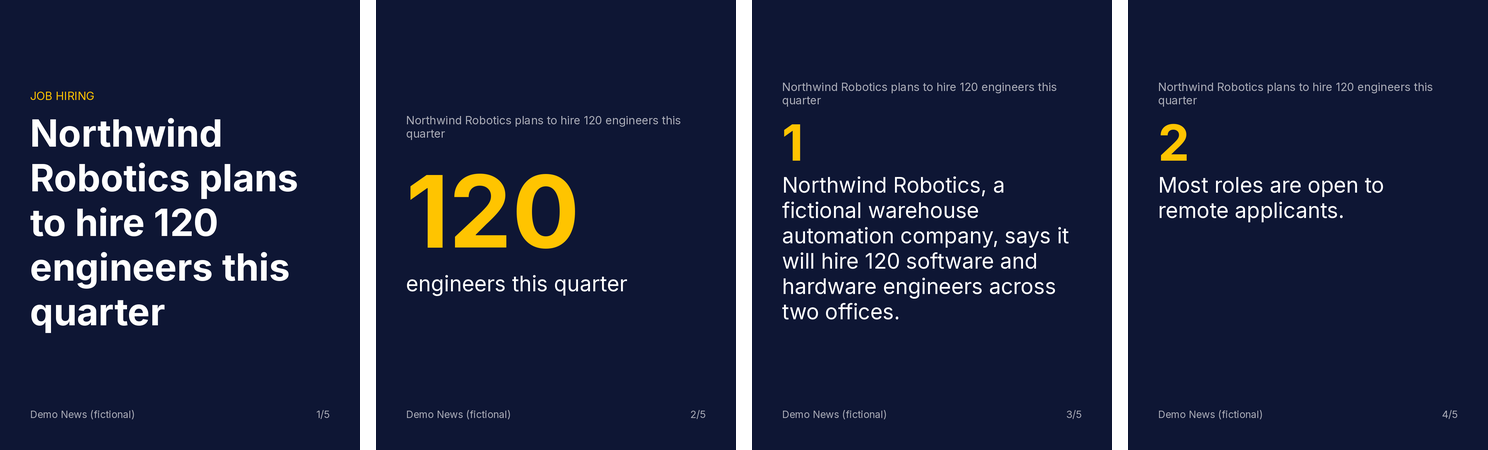 JOB HIRING
Northwind
Robotics plans
to hire 120
engineers this
quarter
Demo News (fictional)
1/5
Northwind Robotics plans to hire 120 engineers this
quarter
120
engineers this quarter
Demo News (fictional)
2/5
Northwind Robotics plans to hire 120 engineers this
quarter
1
Northwind Robotics, a
fictional warehouse
automation company, says it
will hire 120 software and
hardware engineers across
two offices.
Demo News (fictional)
3/5
Northwind Robotics plans to hire 120 engineers this
quarter
2
Most roles are open to
remote applicants.
Demo News (fictional)
4/5